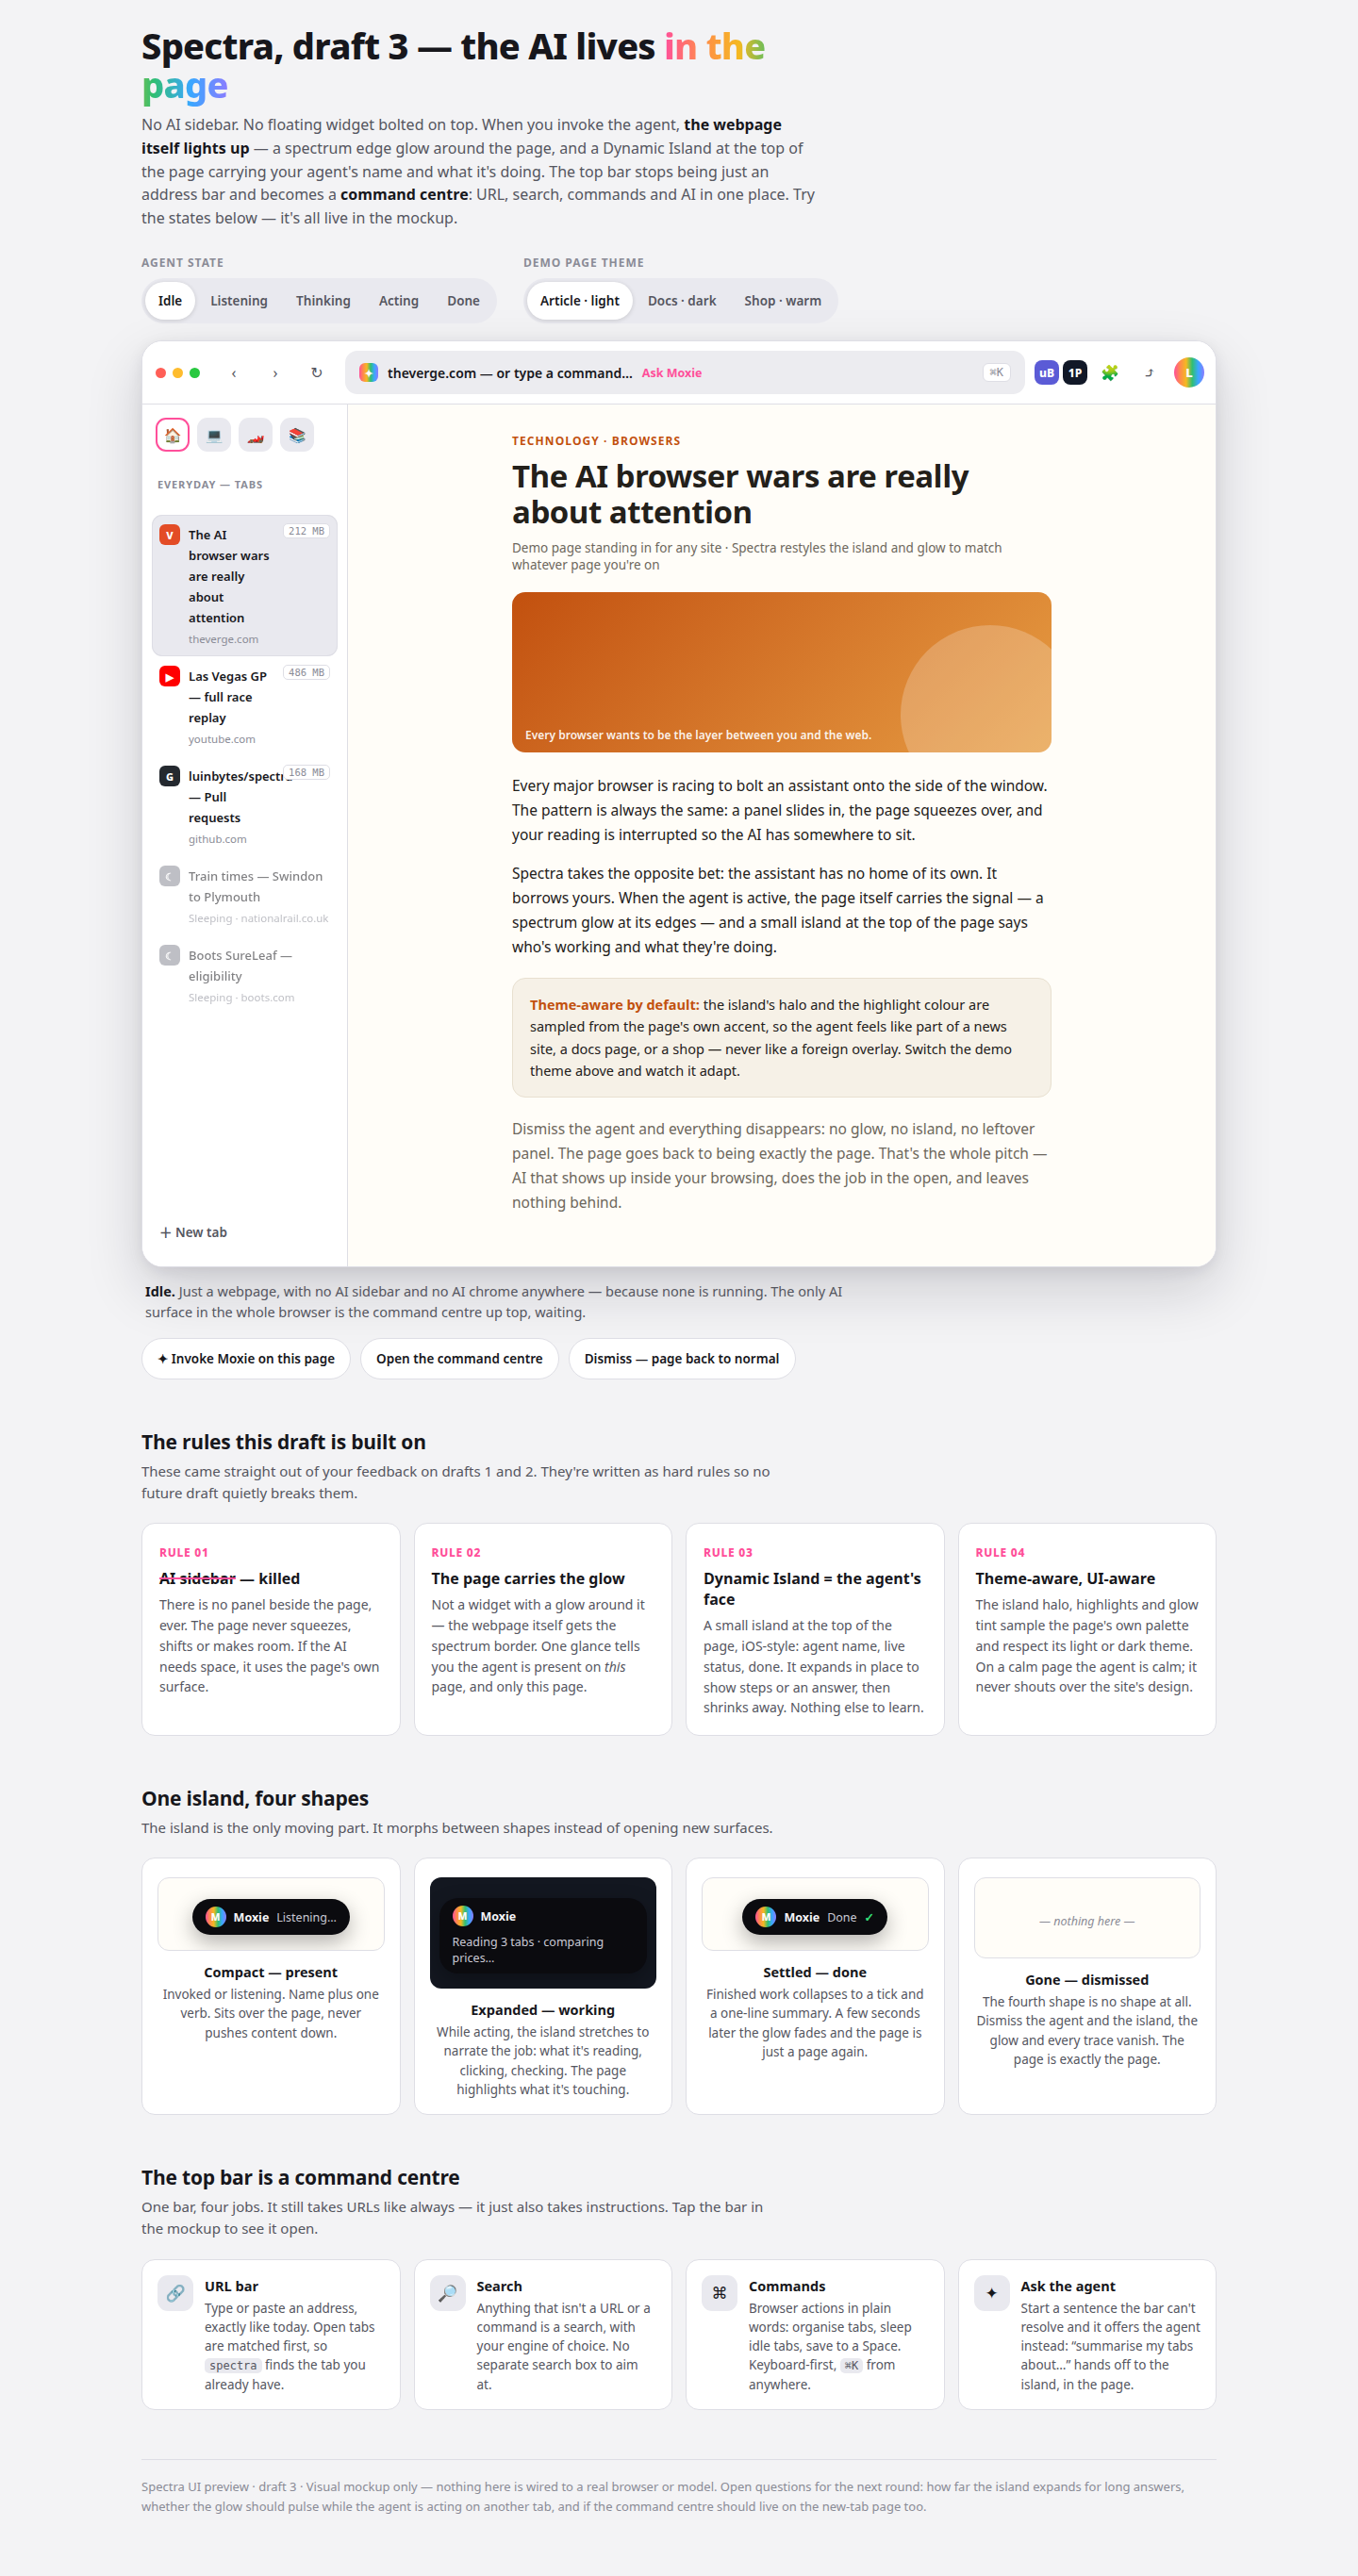 Spectra, draft 3 — the AI lives in the
page
No AI sidebar. No floating widget bolted on top. When you invoke the agent, the webpage
itself lights up — a spectrum edge glow around the page, and a Dynamic Island at the top of
the page carrying your agent's name and what it's doing. The top bar stops being just an
address bar and becomes a command centre: URL, search, commands and AI in one place. Try
the states below — it's all live in the mockup.
AGENT STATE
Idle Listening Thinking Acting Done
DEMO PAGE THEME
Article · light Docs · dark Shop · warm
‹ › ↻ ✦ theverge.com — or type a command... Ask Moxie ⌘K uB 1P L
EVERYDAY — TABS
V
The AI
browser wars
are really
about
attention
theverge.com
212 MB
Las Vegas GP
— full race
replay
youtube.com
486 MB
G
luinbytes/spectra
— Pull
requests
github.com
168 MB
☾
Train times — Swindon
to Plymouth
Sleeping · nationalrail.co.uk
☾
Boots SureLeaf —
eligibility
Sleeping · boots.com
+ New tab
TECHNOLOGY · BROWSERS
The AI browser wars are really
about attention
Demo page standing in for any site · Spectra restyles the island and glow to match
whatever page you're on
Every browser wants to be the layer between you and the web.
Every major browser is racing to bolt an assistant onto the side of the window.
The pattern is always the same: a panel slides in, the page squeezes over, and
your reading is interrupted so the AI has somewhere to sit.
Spectra takes the opposite bet: the assistant has no home of its own. It
borrows yours. When the agent is active, the page itself carries the signal — a
spectrum glow at its edges — and a small island at the top of the page says
who's working and what they're doing.
Theme-aware by default: the island's halo and the highlight colour are
sampled from the page's own accent, so the agent feels like part of a news
site, a docs page, or a shop — never like a foreign overlay. Switch the demo
theme above and watch it adapt.
Dismiss the agent and everything disappears: no glow, no island, no leftover
panel. The page goes back to being exactly the page. That's the whole pitch —
AI that shows up inside your browsing, does the job in the open, and leaves
nothing behind.
Idle. Just a webpage, with no AI sidebar and no AI chrome anywhere — because none is running. The only AI
surface in the whole browser is the command centre up top, waiting.
✦ Invoke Moxie on this page
Open the command centre
Dismiss — page back to normal
The rules this draft is built on
These came straight out of your feedback on drafts 1 and 2. They're written as hard rules so no
future draft quietly breaks them.
RULE 01
AI sidebar — killed
There is no panel beside the page,
ever. The page never squeezes,
shifts or makes room. If the AI
needs space, it uses the page's own
surface.
RULE 02
The page carries the glow
Not a widget with a glow around it
— the webpage itself gets the
spectrum border. One glance tells
you the agent is present on this
page, and only this page.
RULE 03
Dynamic Island = the agent's
face
A small island at the top of the
page, iOS-style: agent name, live
status, done. It expands in place to
show steps or an answer, then
shrinks away. Nothing else to learn.
RULE 04
Theme-aware, UI-aware
The island halo, highlights and glow
tint sample the page's own palette
and respect its light or dark theme.
On a calm page the agent is calm; it
never shouts over the site's design.
One island, four shapes
The island is the only moving part. It morphs between shapes instead of opening new surfaces.
M Moxie Listening...
Compact — present
Invoked or listening. Name plus one
verb. Sits over the page, never
pushes content down.
M Moxie
Reading 3 tabs · comparing
prices...
Expanded — working
While acting, the island stretches to
narrate the job: what it's reading,
clicking, checking. The page
highlights what it's touching.
M Moxie Done ✓
Settled — done
Finished work collapses to a tick and
a one-line summary. A few seconds
later the glow fades and the page is
just a page again.
— nothing here —
Gone — dismissed
The fourth shape is no shape at all.
Dismiss the agent and the island, the
glow and every trace vanish. The
page is exactly the page.
The top bar is a command centre
One bar, four jobs. It still takes URLs like always — it just also takes instructions. Tap the bar in
the mockup to see it open.
URL bar
Type or paste an address,
exactly like today. Open tabs
are matched first, so
spectra finds the tab you
already have.
Search
Anything that isn't a URL or a
command is a search, with
your engine of choice. No
separate search box to aim
at.
⌘
Commands
Browser actions in plain
words: organise tabs, sleep
idle tabs, save to a Space.
Keyboard-first, ⌘K from
anywhere.
✦
Ask the agent
Start a sentence the bar can't
resolve and it offers the agent
instead: “summarise my tabs
about...” hands off to the
island, in the page.
Spectra UI preview · draft 3 · Visual mockup only — nothing here is wired to a real browser or model. Open questions for the next round: how far the island expands for long answers,
whether the glow should pulse while the agent is acting on another tab, and if the command centre should live on the new-tab page too.